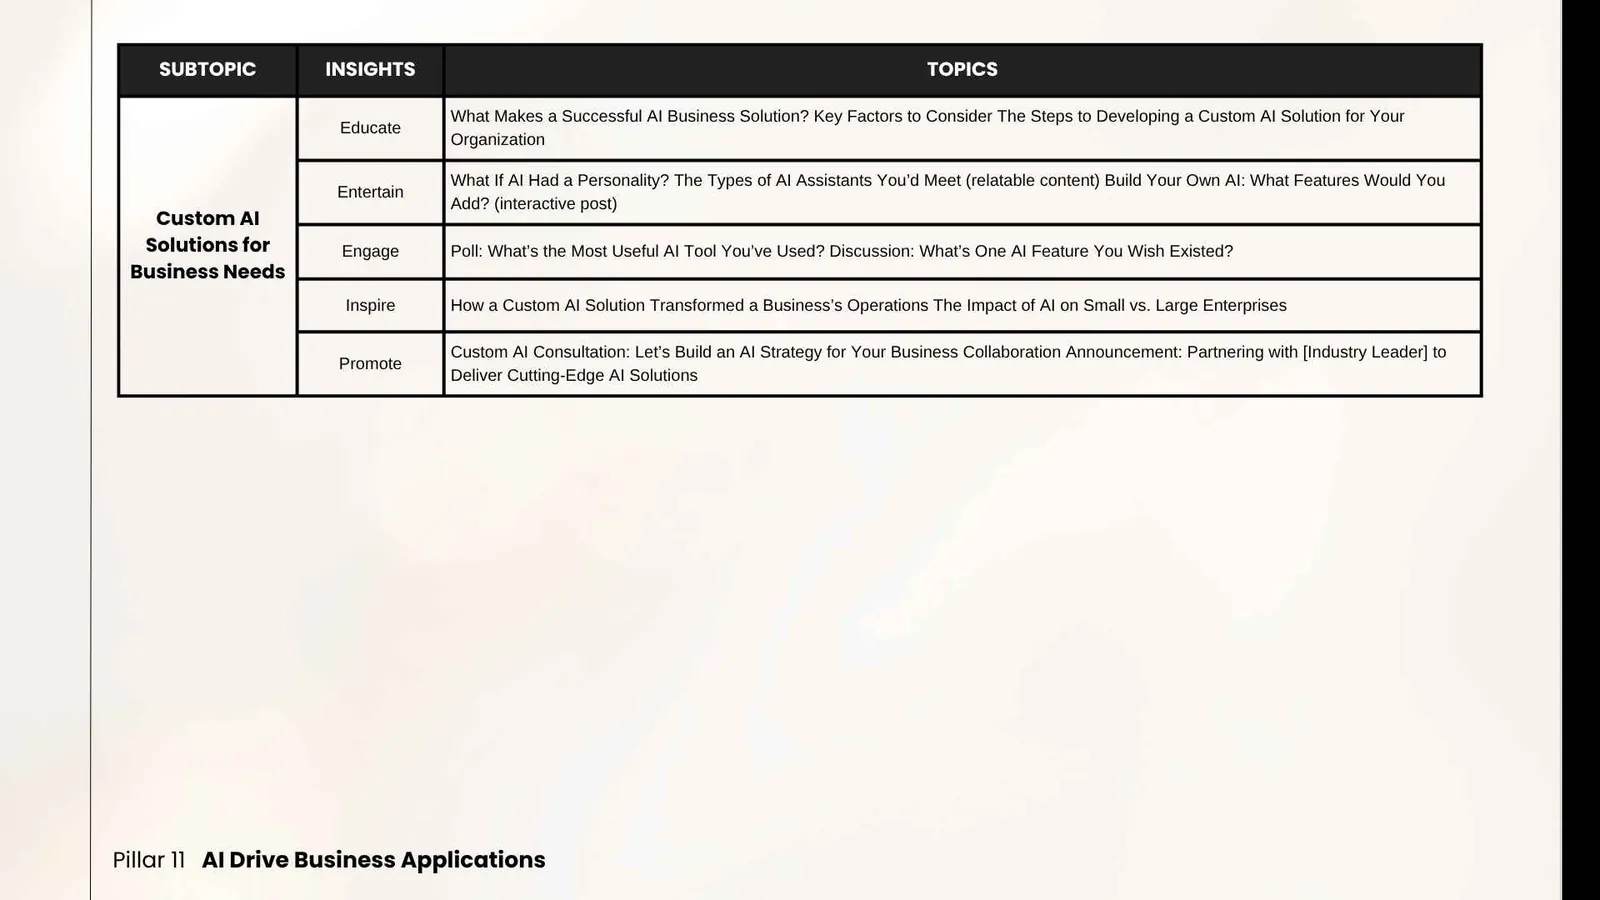 SUBTOPIC INSIGHTS TOPICS
Custom AI
Solutions for
Business Needs
Educate
What Makes a Successful AI Business Solution? Key Factors to Consider The Steps to Developing a Custom AI Solution for Your
Organization
Entertain
What If AI Had a Personality? The Types of AI Assistants You’d Meet (relatable content) Build Your Own AI: What Features Would You
Add? (interactive post)
Engage
Poll: What’s the Most Useful AI Tool You’ve Used? Discussion: What’s One AI Feature You Wish Existed?
Inspire
How a Custom AI Solution Transformed a Business’s Operations The Impact of AI on Small vs. Large Enterprises
Promote
Custom AI Consultation: Let’s Build an AI Strategy for Your Business Collaboration Announcement: Partnering with [Industry Leader] to
Deliver Cutting-Edge AI Solutions
Pillar 11 AI Drive Business Applications